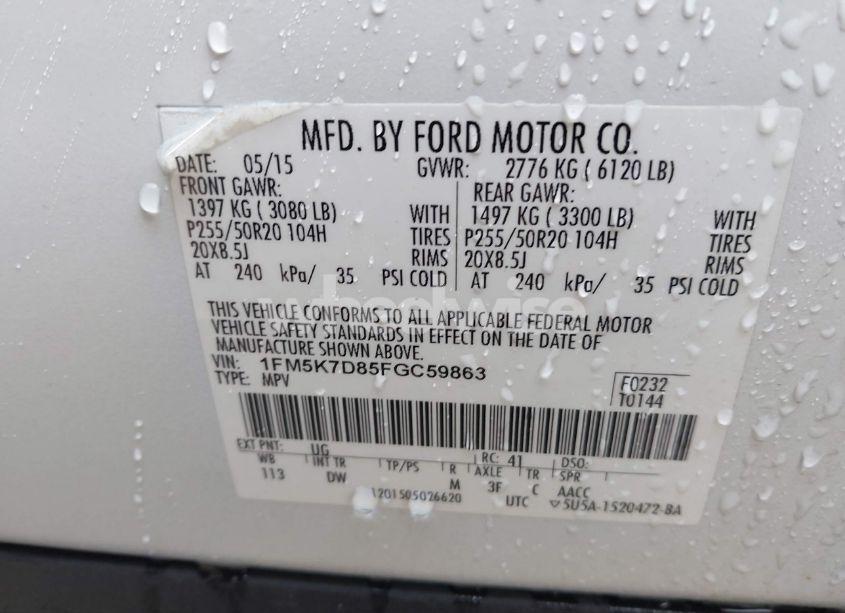 MFD. BY FORD MOTOR CO.
DATE: 05/15 GVWR: 2776 KG ( 6120 LB)
FRONT GAWR: REAR GAWR:
1397 KG ( 3080 LB) WITH 1497 KG ( 3300 LB) WITH
P255/50R20 104H TIRES P255/50R20 104H TIRES
20X8.5J RIMS 20X8.5J RIMS
AT 240 kPa/ 35 PSI COLD AT 240 kPa/ 35 PSI COLD
THIS VEHICLE CONFORMS TO ALL APPLICABLE FEDERAL MOTOR
VEHICLE SAFETY STANDARDS IN EFFECT ON THE DATE OF
MANUFACTURE SHOWN ABOVE.
VIN: 1FM5K7D85FGC59863
TYPE: MPV
F0232
T0144
EXT PNT: UG RC: 41 DSO:
WB INT TR TP/PS R AXLE TR SPR
113 DW M 3F C AACC
1201505026620 UTC ▽5U5A-1520472-BA